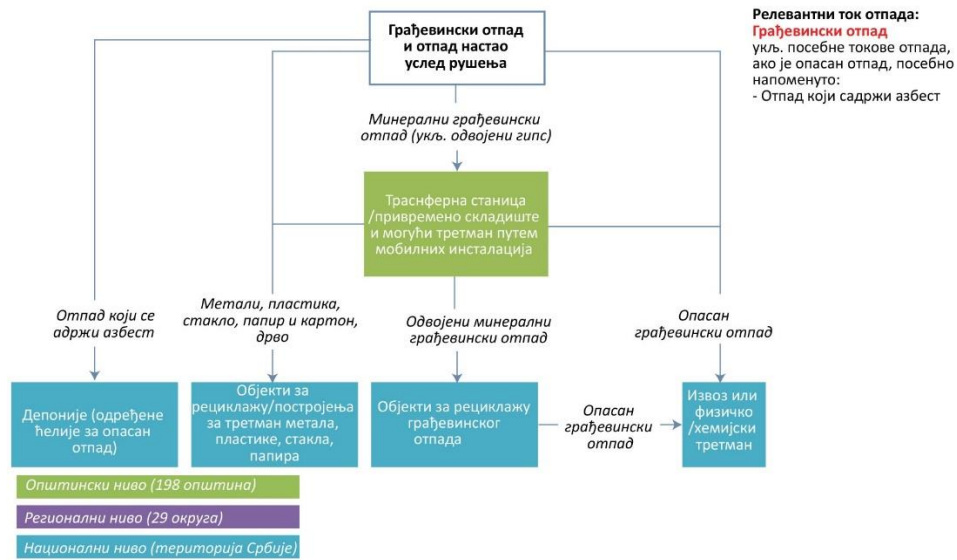 Грађевински отпад
и отпад настао
услед рушења
Релевантни ток отпада:
Грађевински отпад
укљ. посебне токове отпада,
ако је опасан отпад, посебно
напоменуто:
- Отпад који садржи азбест
Минерални грађевински
отпад (укљ. одвојени гипс)
Траснферна станица
/привремено складиште
и могући третман путем
мобилних инсталација
Отпад који се
адржи азбест
Метали, пластика,
стакло, папир и картон,
дрво
Одвојени минерални
грађевински отпад
Опасан
грађевински отпад
Депоније (одређене
ћелије за опасан
отпад)
Објекти за
рециклажу/постројења
за третман метала,
пластике, стакла,
папира
Објекти за рециклажу
грађевинског
отпада
Опасан
грађевински
отпад
Извоз или
физичко
/хемијски
третман
Општински ниво (198 општина)
Регионални ниво (29 округа)
Национални ниво (територија Србије)